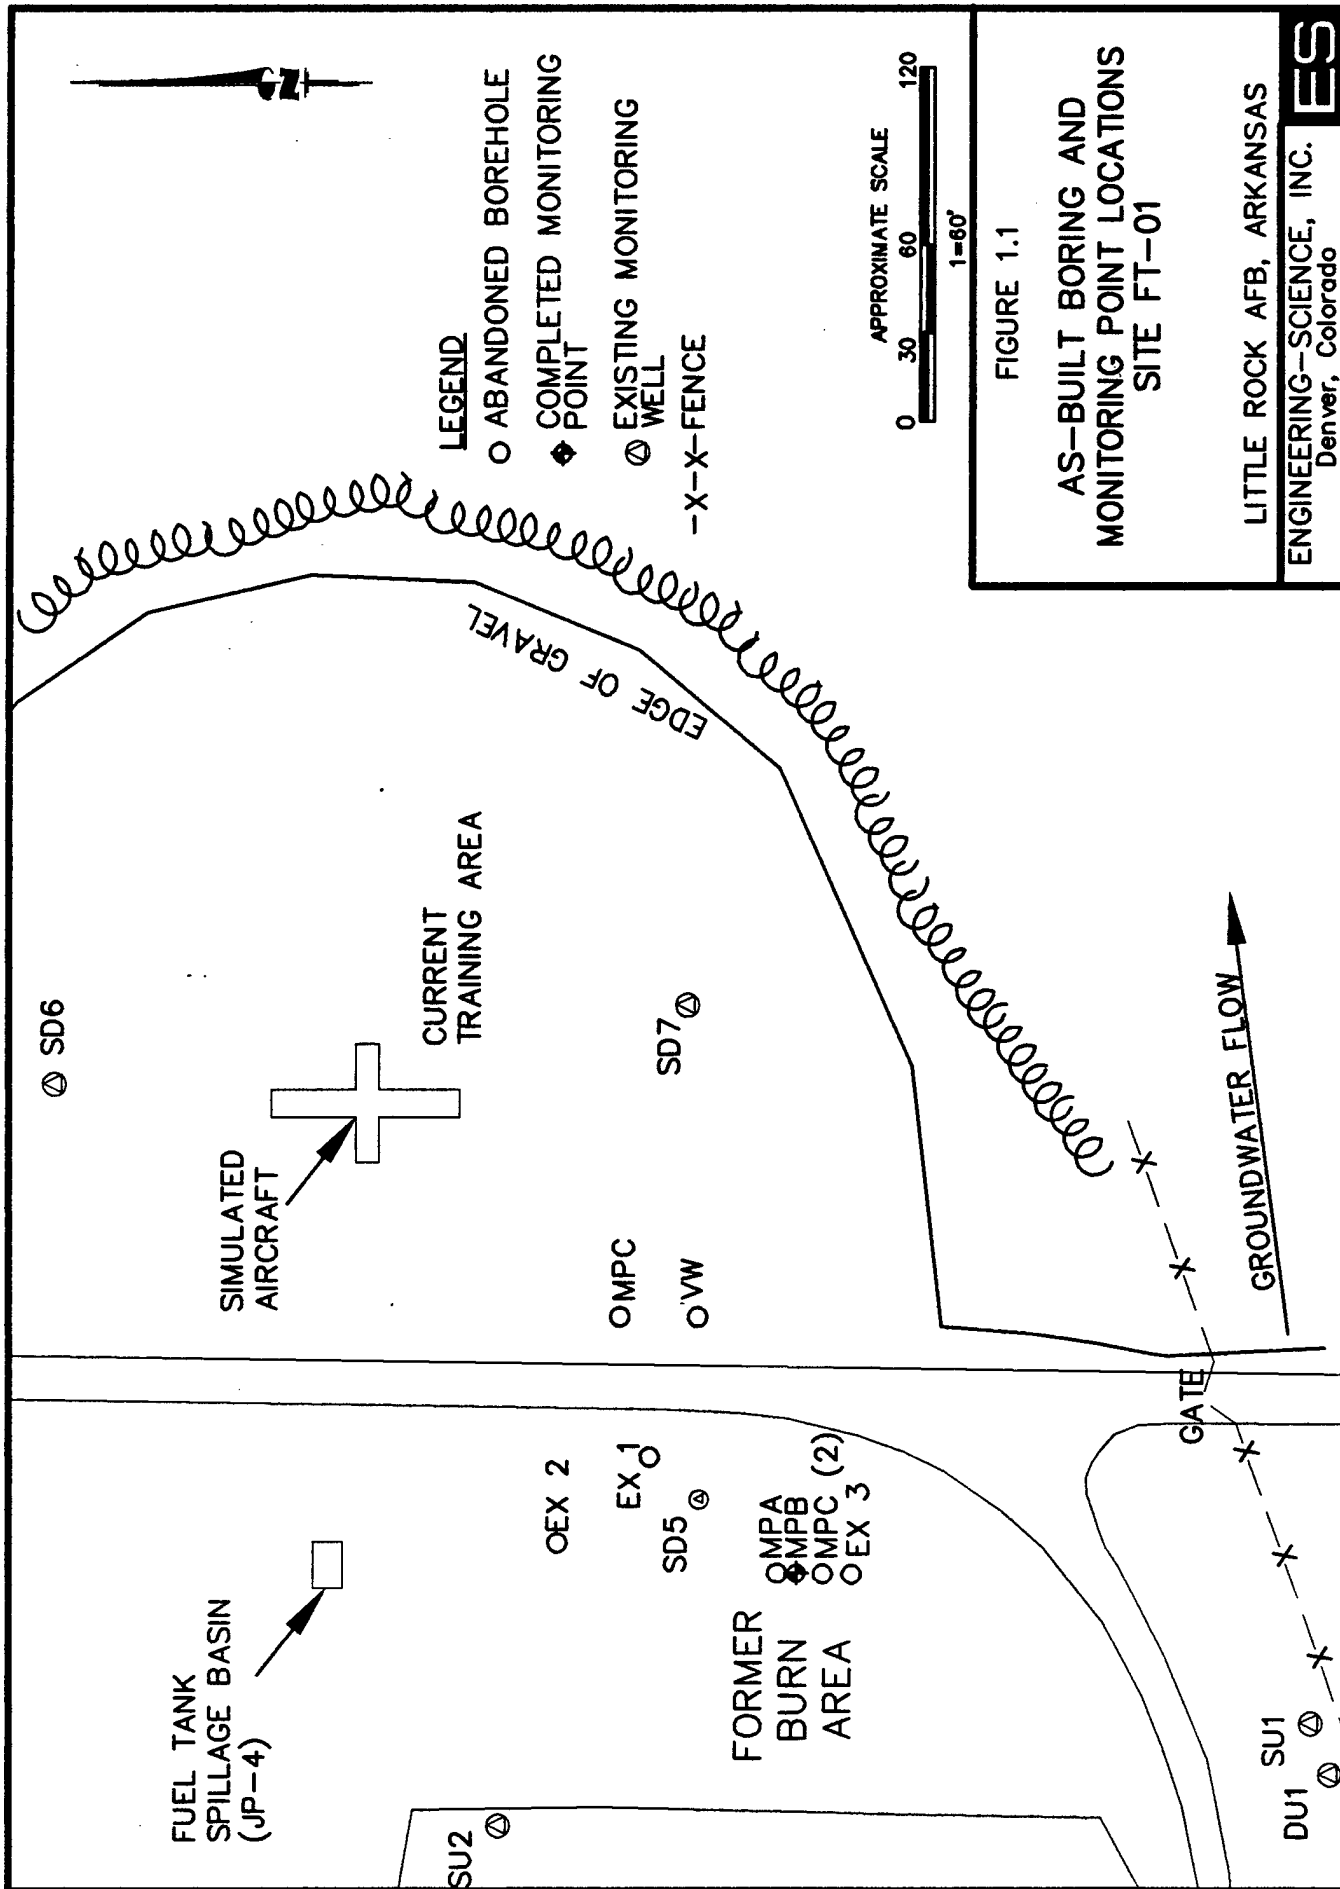 FUEL TANK
SPILLAGE BASIN
(JP-4)
SIMULATED
AIRCRAFT
SD6
N
SU2
OEX 2
EX 1
SD5
MPC
VW
SD7
CURRENT
TRAINING AREA
EDGE OF GRAVEL
FORMER
BURN
AREA
MPA
MPB
MPC (2)
EX 3
GATE
X
X
X
X
X
GROUNDWATER FLOW
SU1
DU1
LEGEND
ABANDONED BOREHOLE
COMPLETED MONITORING
POINT
EXISTING MONITORING
WELL
-X-X-FENCE
APPROXIMATE SCALE
0 30 60 120
1=60'
FIGURE 1.1
AS-BUILT BORING AND
MONITORING POINT LOCATIONS
SITE FT-01
LITTLE ROCK AFB, ARKANSAS
ENGINEERING-SCIENCE, INC.
Denver, Colorado
ES